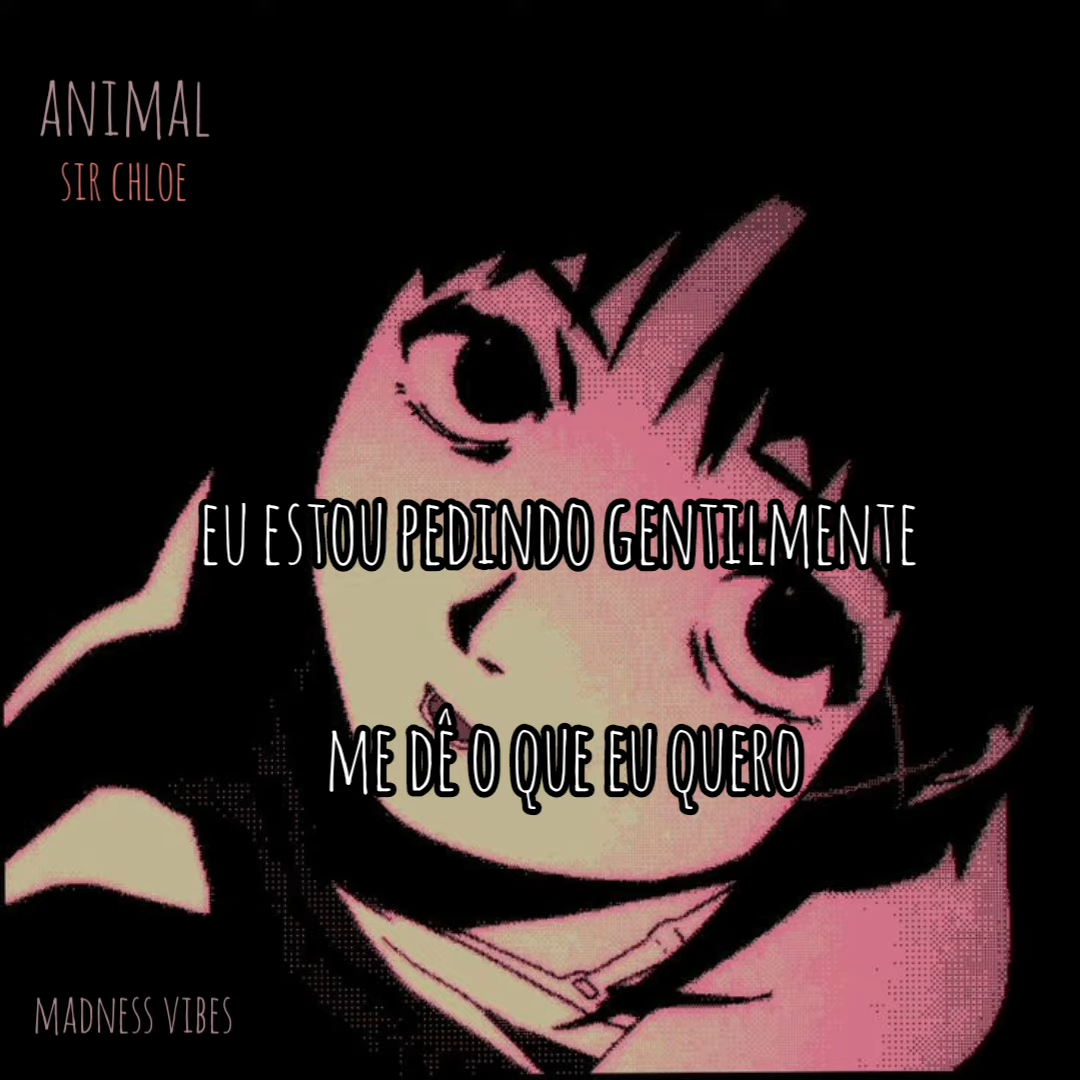 ANIMAL
SIR CHLOE
EU ESTOU PEDINDO GENTILMENTE
ME DÊ O QUE EU QUERO
MADNESS VIBES